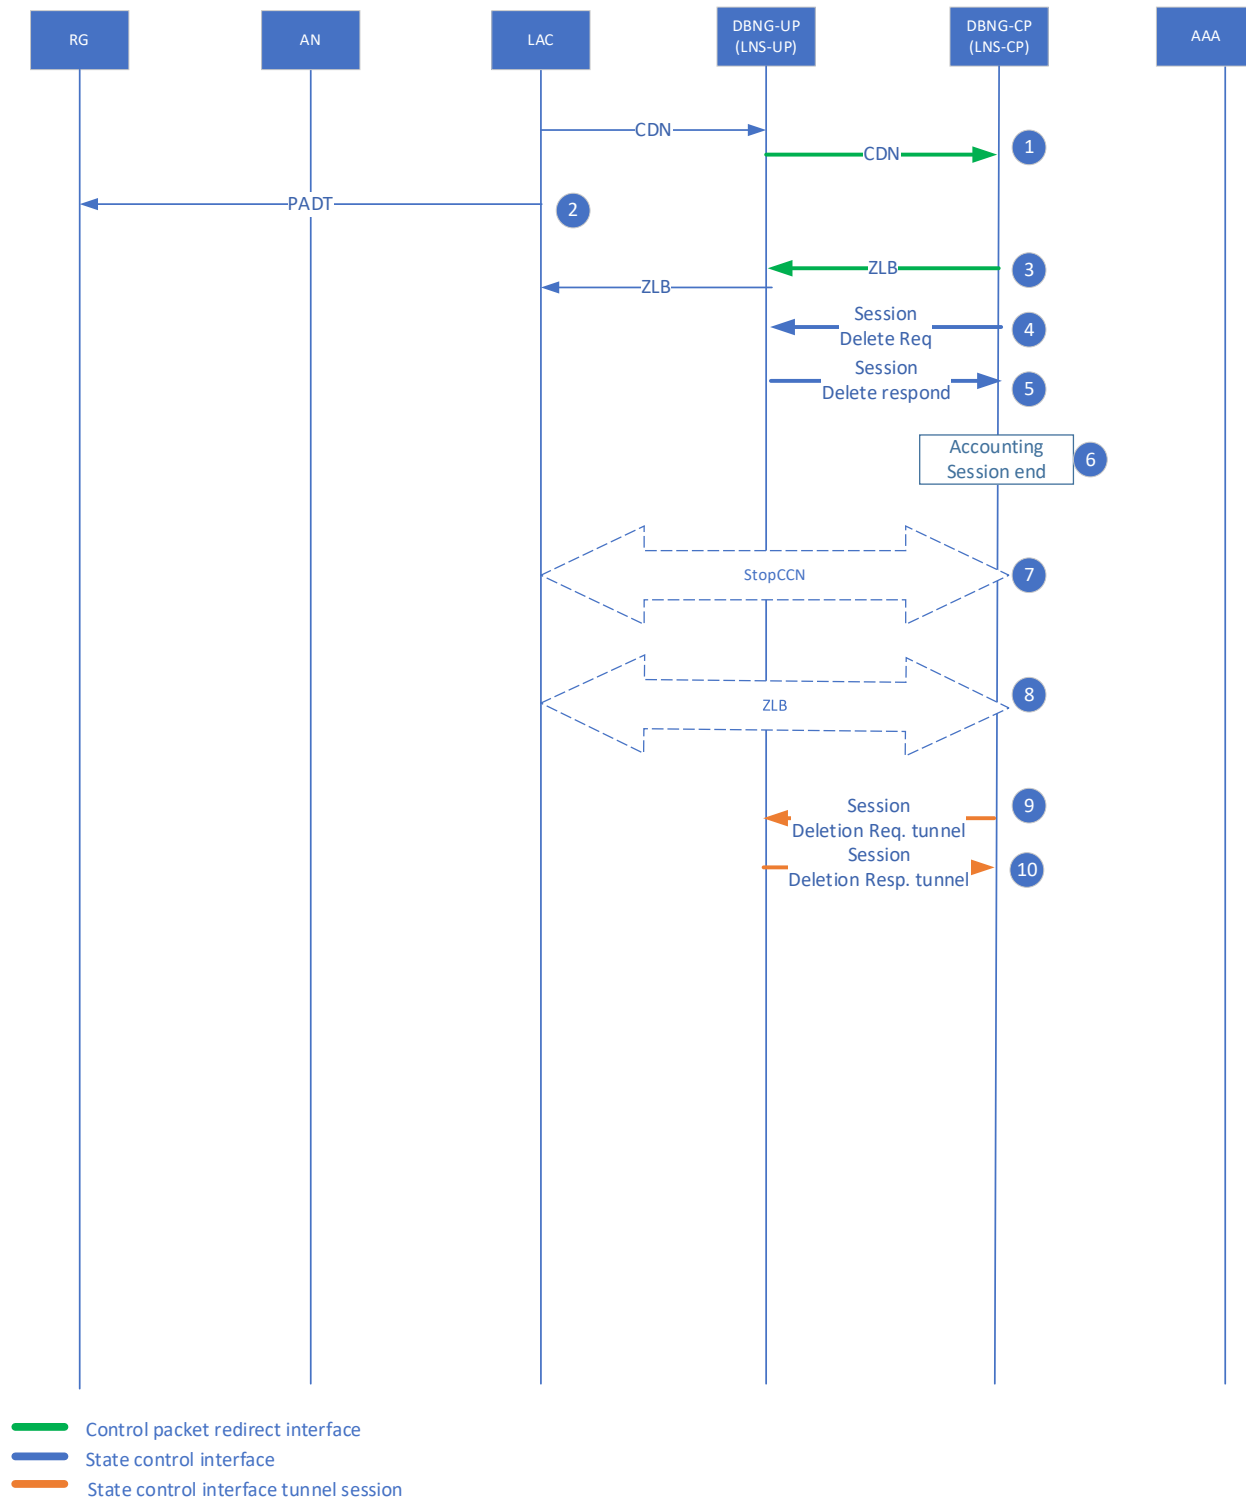 RG
AN
LAC
DBNG-UP
(LNS-UP)
DBNG-CP
(LNS-CP)
AAA
CDN
CDN
1
PADT
2
ZLB
3
ZLB
Session
Delete Req
4
Session
Delete respond
5
Accounting
Session end
6
StopCCN
7
ZLB
8
Session
Deletion Req. tunnel
9
Session
Deletion Resp. tunnel
10
Control packet redirect interface
State control interface
State control interface tunnel session